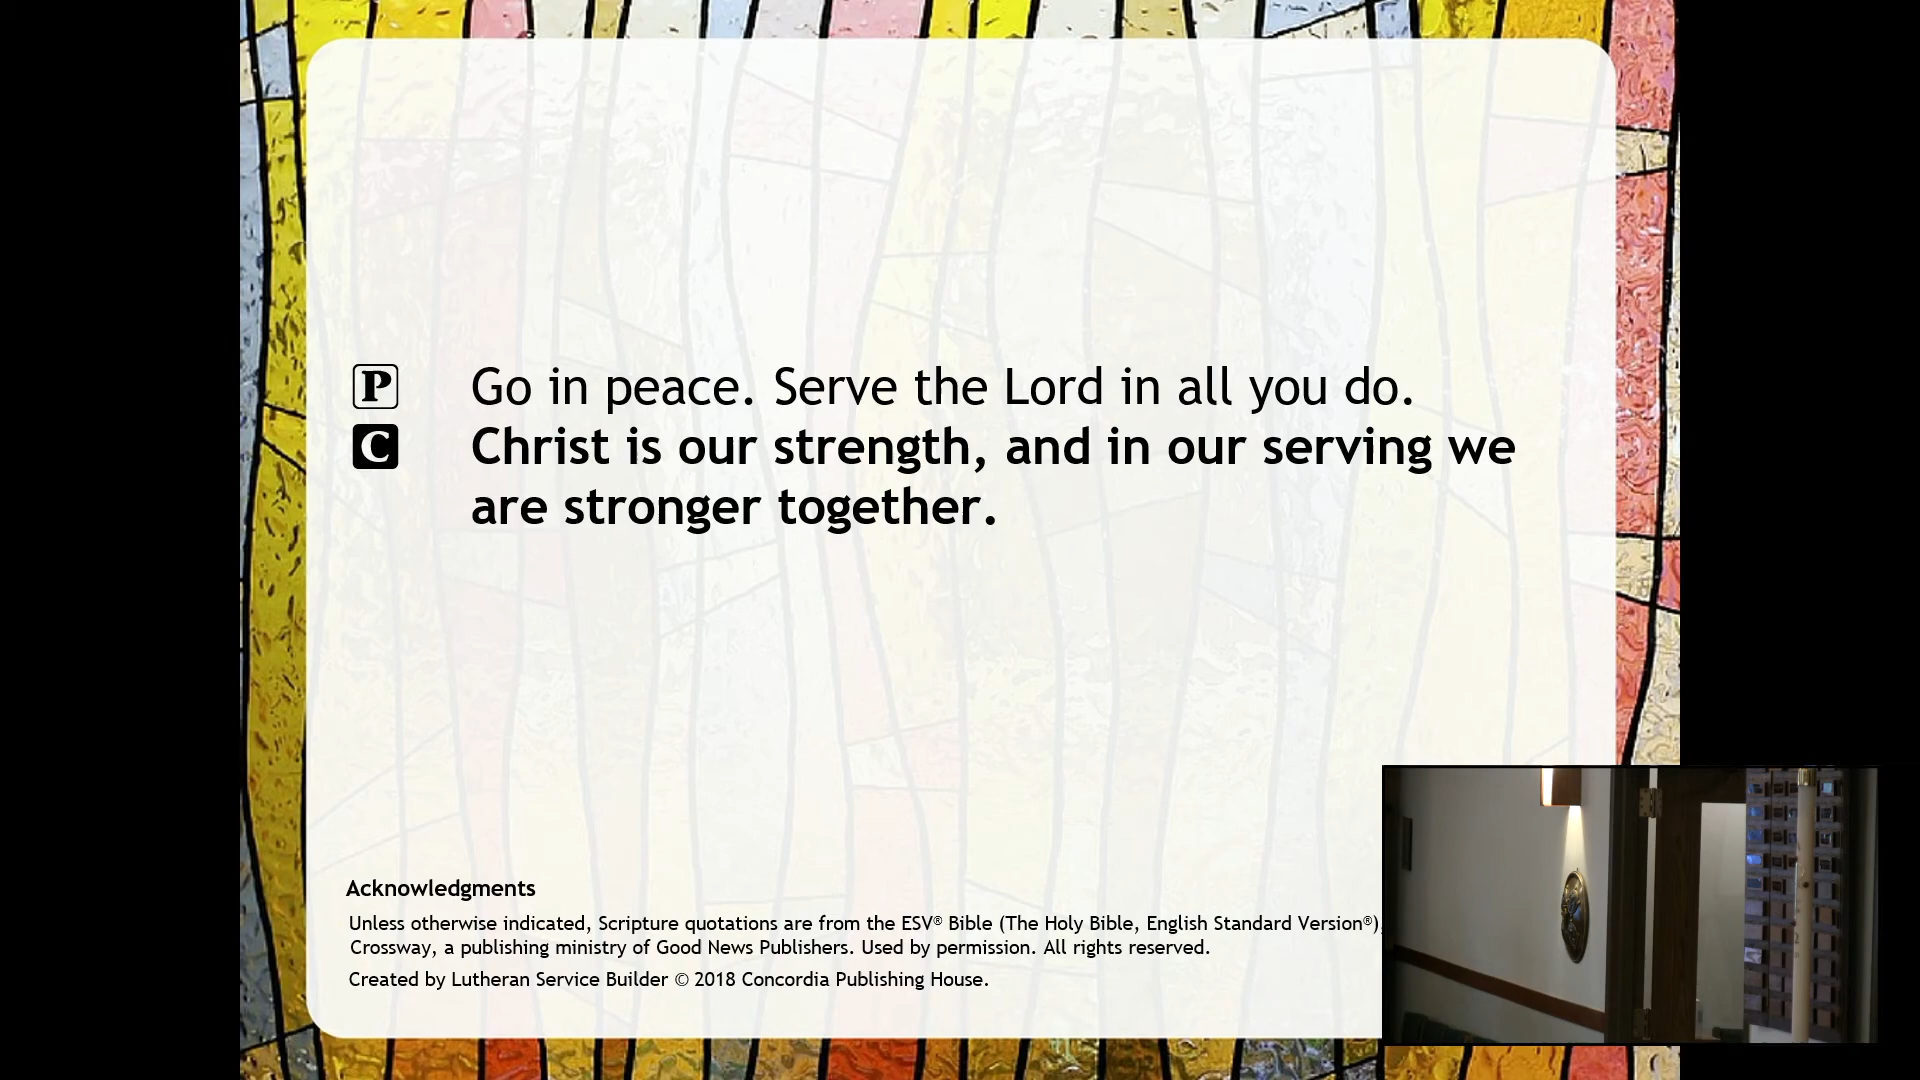 P Go in peace. Serve the Lord in all you do.
C Christ is our strength, and in our serving we
are stronger together.
Acknowledgments
Unless otherwise indicated, Scripture quotations are from the ESV® Bible (The Holy Bible, English Standard Version®),
Crossway, a publishing ministry of Good News Publishers. Used by permission. All rights reserved.
Created by Lutheran Service Builder © 2018 Concordia Publishing House.